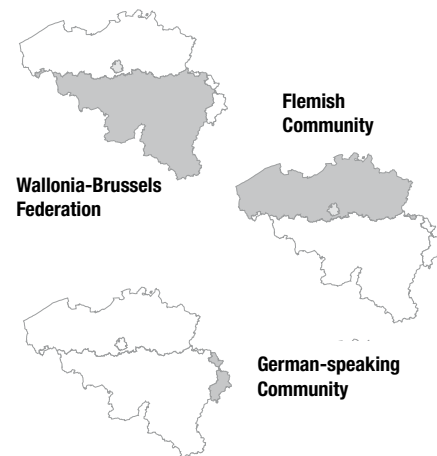 Flemish
Community
Wallonia-Brussels
Federation
German-speaking
Community